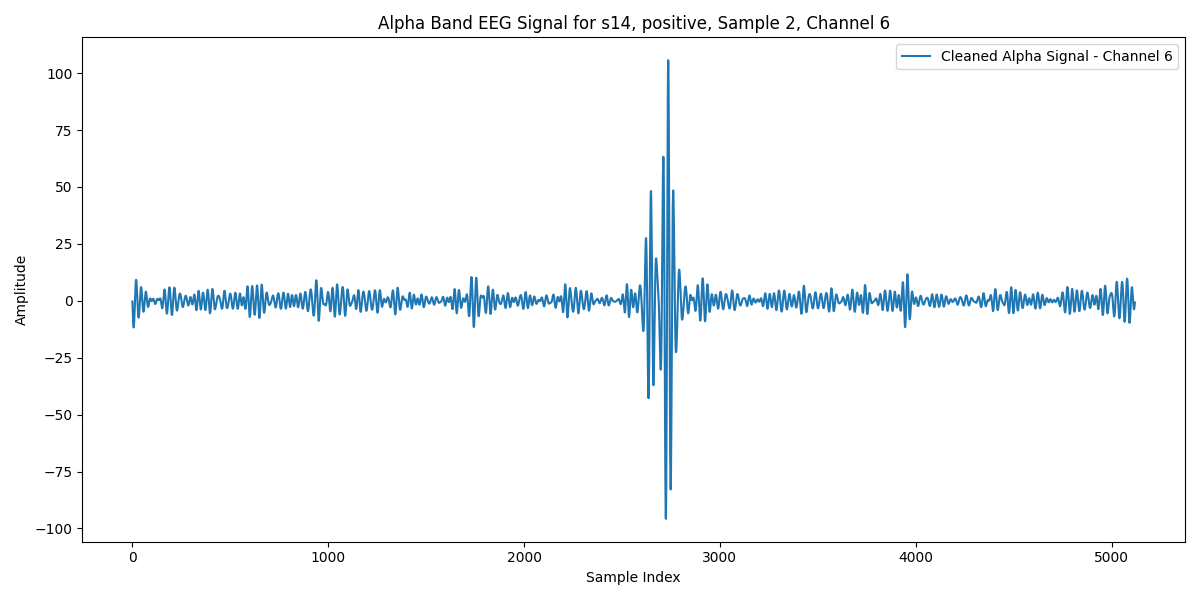 Alpha Band EEG Signal for s14, positive, Sample 2, Channel 6
Cleaned Alpha Signal - Channel 6
100
75
50
25
0
−25
−50
−75
−100
Amplitude
0 1000 2000 3000 4000 5000
Sample Index